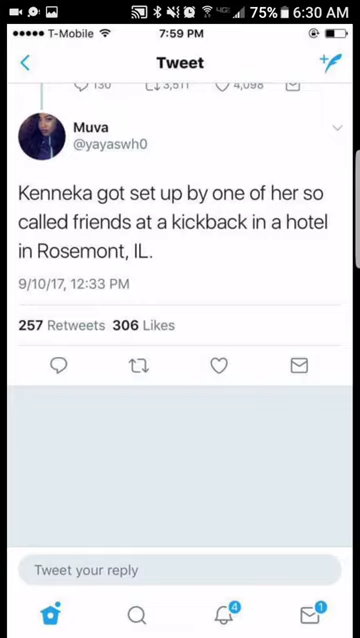 75% 6:30 AM
T-Mobile 7:59 PM
Tweet
130 3,511 4,098
Muva
@yayaswh0
Kenneka got set up by one of her so
called friends at a kickback in a hotel
in Rosemont, IL.
9/10/17, 12:33 PM
257 Retweets 306 Likes
Tweet your reply
4 1